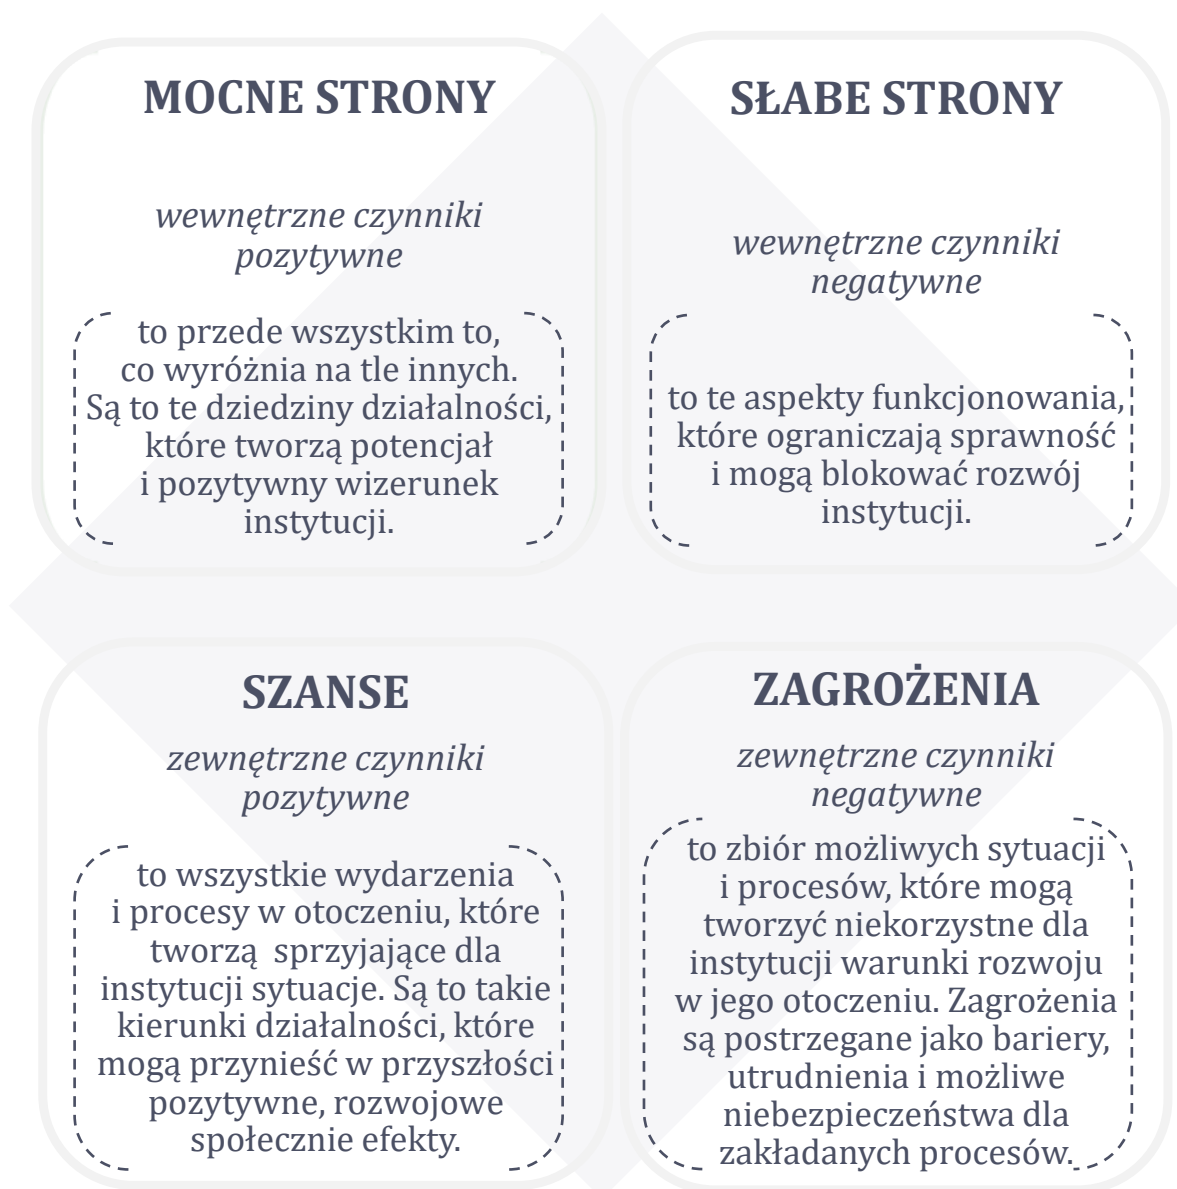 MOCNE STRONY
wewnętrzne czynniki
pozytywne
to przede wszystkim to,
co wyróżnia na tle innych.
Są to te dziedziny działalności,
które tworzą potencjał
i pozytywny wizerunek
instytucji.
SŁABE STRONY
wewnętrzne czynniki
negatywne
to te aspekty funkcjonowania,
które ograniczają sprawność
i mogą blokować rozwój
instytucji.
SZANSE
zewnętrzne czynniki
pozytywne
to wszystkie wydarzenia
i procesy w otoczeniu, które
tworzą sprzyjające dla
instytucji sytuacje. Są to takie
kierunki działalności, które
mogą przynieść w przyszłości
pozytywne, rozwojowe
społecznie efekty.
ZAGROŻENIA
zewnętrzne czynniki
negatywne
to zbiór możliwych sytuacji
i procesów, które mogą
tworzyć niekorzystne dla
instytucji warunki rozwoju
w jego otoczeniu. Zagrożenia
są postrzegane jako bariery,
utrudnienia i możliwe
niebezpieczeństwa dla
zakładanych procesów.